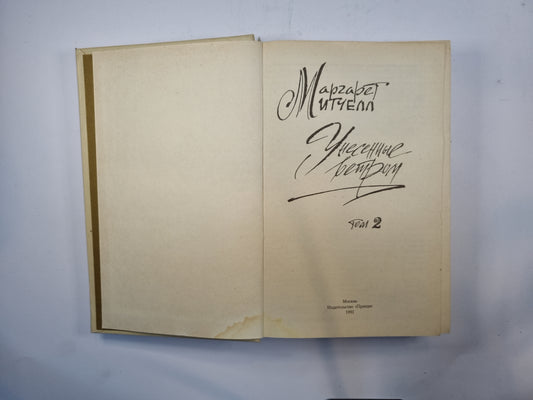 Маргарет
Митчелл
Унесенные
ветром
том 2
Москва
Издательство «Правда»
1992